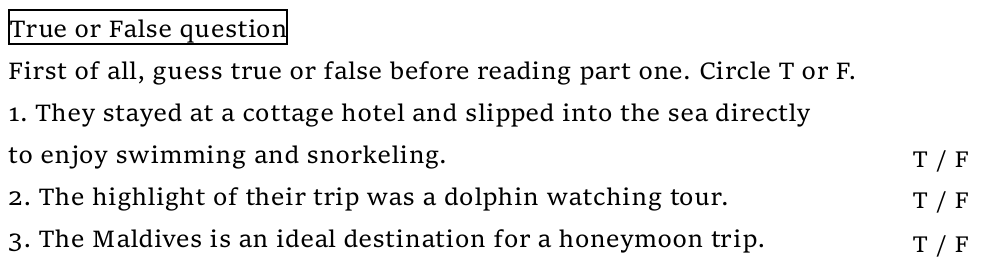 True or False question
First of all, guess true or false before reading part one. Circle T or F.
1. They stayed at a cottage hotel and slipped into the sea directly
to enjoy swimming and snorkeling. T / F
2. The highlight of their trip was a dolphin watching tour. T / F
3. The Maldives is an ideal destination for a honeymoon trip. T / F